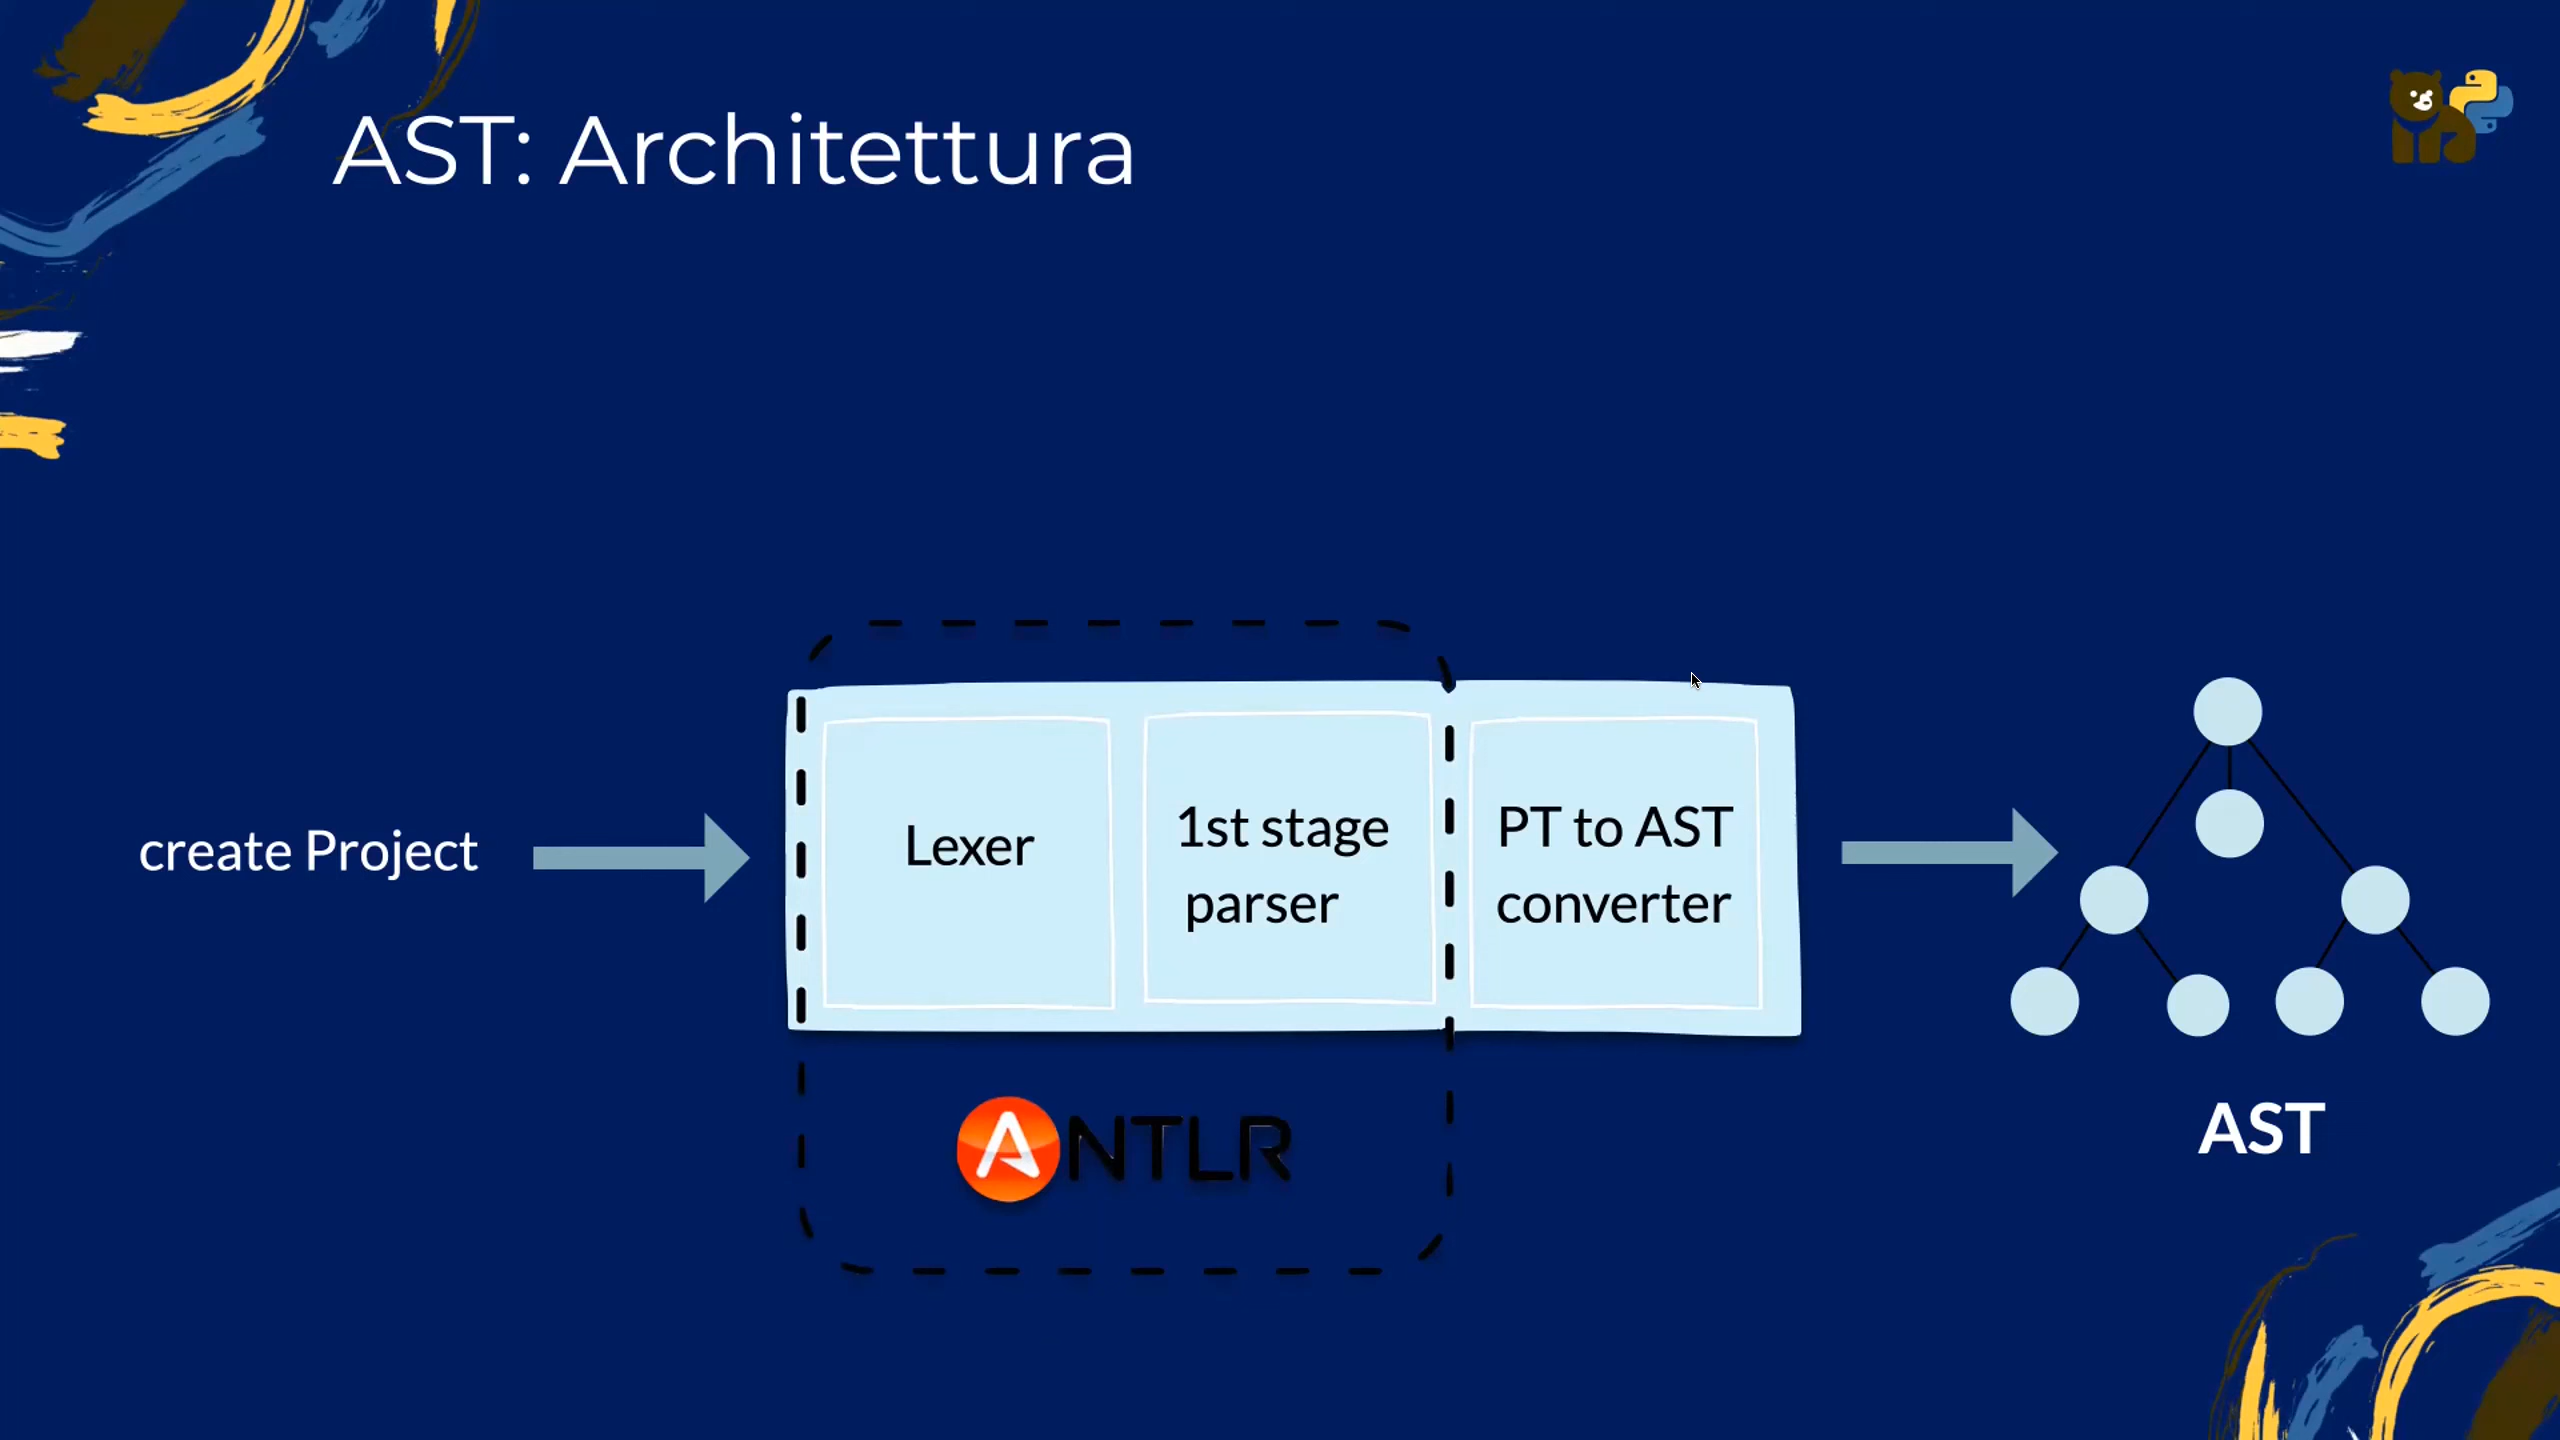 AST: Architettura
create Project
Lexer
1st stage
parser
PT to AST
converter
ANTLR
AST